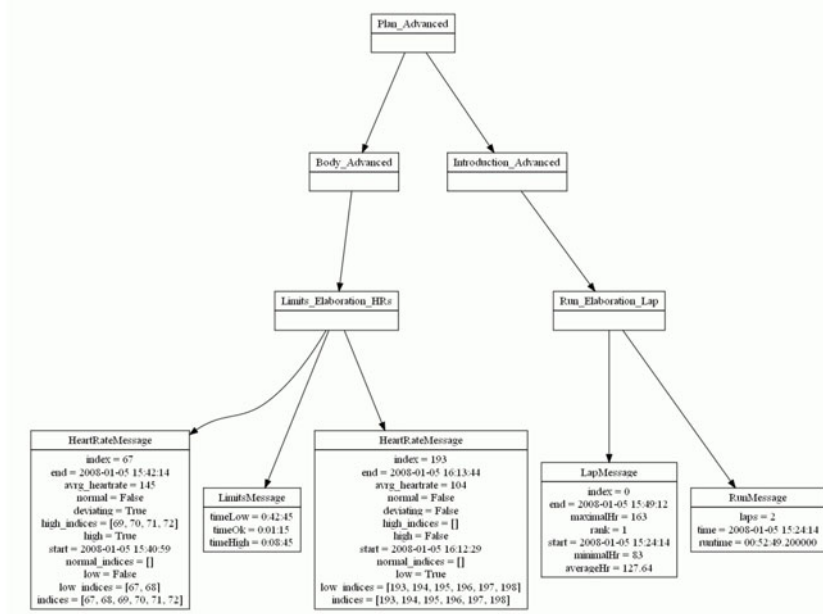 Plan_Advanced
Body_Advanced
Introduction_Advanced
Limits_Elaboration_HRs
Run_Elaboration_Lap
HeartRateMessage
index = 67
end = 2008-01-05 15:42:14
avrg_heartrate = 145
normal = False
deviating = True
high_indices = [69, 70, 71, 72]
high = True
start = 2008-01-05 15:40:59
normal_indices = []
low = False
low_indices = [67, 68]
indices = [67, 68, 69, 70, 71, 72]
LimitsMessage
timeLow = 0:42:45
timeOk = 0:01:15
timeHigh = 0:08:45
HeartRateMessage
index = 193
end = 2008-01-05 16:13:44
avrg_heartrate = 104
normal = False
deviating = False
high_indices = []
high = False
start = 2008-01-05 16:12:29
normal_indices = []
low = True
low_indices = [193, 194, 195, 196, 197, 198]
indices = [193, 194, 195, 196, 197, 198]
LapMessage
index = 0
end = 2008-01-05 15:49:12
maximalHr = 163
rank = 1
start = 2008-01-05 15:24:14
minimalHr = 83
averageHr = 127.64
RunMessage
laps = 2
time = 2008-01-05 15:24:14
runtime = 00:52:49.200000